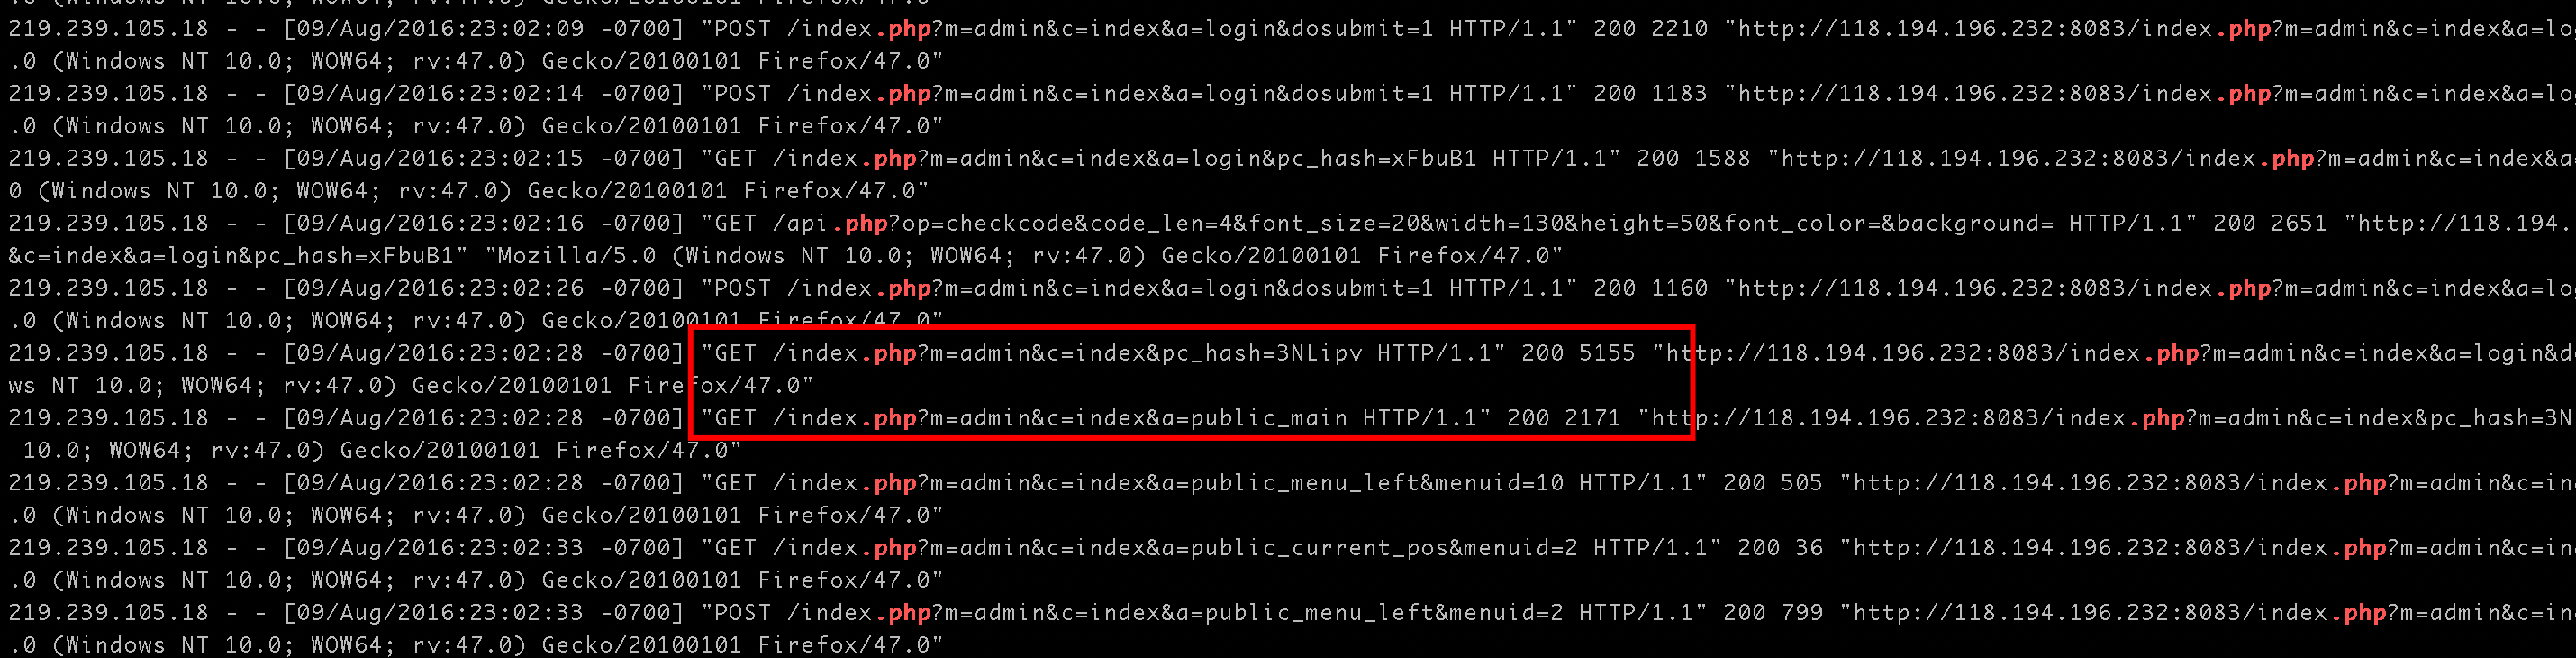 219.239.105.18 - - [09/Aug/2016:23:02:09 -0700] "POST /index.php?m=admin&c=index&a=login&dosubmit=1 HTTP/1.1" 200 2210 "http://118.194.196.232:8083/index.php?m=admin&c=index&a=lo
.0 (Windows NT 10.0; WOW64; rv:47.0) Gecko/20100101 Firefox/47.0"
219.239.105.18 - - [09/Aug/2016:23:02:14 -0700] "POST /index.php?m=admin&c=index&a=login&dosubmit=1 HTTP/1.1" 200 1183 "http://118.194.196.232:8083/index.php?m=admin&c=index&a=lo
.0 (Windows NT 10.0; WOW64; rv:47.0) Gecko/20100101 Firefox/47.0"
219.239.105.18 - - [09/Aug/2016:23:02:15 -0700] "GET /index.php?m=admin&c=index&a=login&pc_hash=xFbuB1 HTTP/1.1" 200 1588 "http://118.194.196.232:8083/index.php?m=admin&c=index&a
0 (Windows NT 10.0; WOW64; rv:47.0) Gecko/20100101 Firefox/47.0"
219.239.105.18 - - [09/Aug/2016:23:02:16 -0700] "GET /api.php?op=checkcode&code_len=4&font_size=20&width=130&height=50&font_color=&background= HTTP/1.1" 200 2651 "http://118.194.
&c=index&a=login&pc_hash=xFbuB1" "Mozilla/5.0 (Windows NT 10.0; WOW64; rv:47.0) Gecko/20100101 Firefox/47.0"
219.239.105.18 - - [09/Aug/2016:23:02:26 -0700] "POST /index.php?m=admin&c=index&a=login&dosubmit=1 HTTP/1.1" 200 1160 "http://118.194.196.232:8083/index.php?m=admin&c=index&a=lo
.0 (Windows NT 10.0; WOW64; rv:47.0) Gecko/20100101 Firefox/47.0"
219.239.105.18 - - [09/Aug/2016:23:02:28 -0700] "GET /index.php?m=admin&c=index&pc_hash=3NLipv HTTP/1.1" 200 5155 "http://118.194.196.232:8083/index.php?m=admin&c=index&a=login&d
ws NT 10.0; WOW64; rv:47.0) Gecko/20100101 Firefox/47.0"
219.239.105.18 - - [09/Aug/2016:23:02:28 -0700] "GET /index.php?m=admin&c=index&a=public_main HTTP/1.1" 200 2171 "http://118.194.196.232:8083/index.php?m=admin&c=index&pc_hash=3N
10.0; WOW64; rv:47.0) Gecko/20100101 Firefox/47.0"
219.239.105.18 - - [09/Aug/2016:23:02:28 -0700] "GET /index.php?m=admin&c=index&a=public_menu_left&menuid=10 HTTP/1.1" 200 505 "http://118.194.196.232:8083/index.php?m=admin&c=in
.0 (Windows NT 10.0; WOW64; rv:47.0) Gecko/20100101 Firefox/47.0"
219.239.105.18 - - [09/Aug/2016:23:02:33 -0700] "GET /index.php?m=admin&c=index&a=public_current_pos&menuid=2 HTTP/1.1" 200 36 "http://118.194.196.232:8083/index.php?m=admin&c=in
.0 (Windows NT 10.0; WOW64; rv:47.0) Gecko/20100101 Firefox/47.0"
219.239.105.18 - - [09/Aug/2016:23:02:33 -0700] "POST /index.php?m=admin&c=index&a=public_menu_left&menuid=2 HTTP/1.1" 200 799 "http://118.194.196.232:8083/index.php?m=admin&c=in
.0 (Windows NT 10.0; WOW64; rv:47.0) Gecko/20100101 Firefox/47.0"